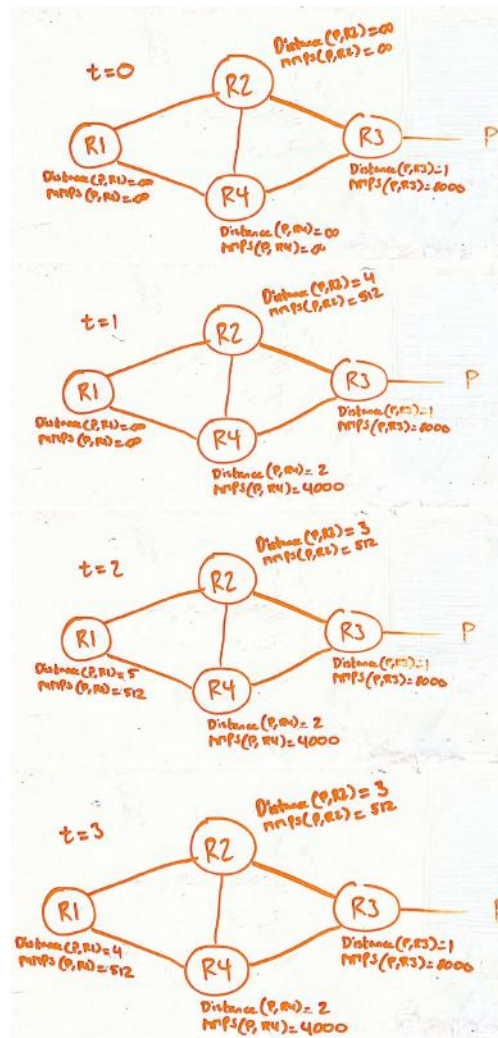 t=0
Distance(P,R2)=∞
mmps(P,R2)=∞
R2
R1
R3
P
Distance(P,R1)=∞
mmps(P,R1)=∞
Distance(P,R3)=1
MMPS(P,R3)=8000
R4
Distance(P,R4)=∞
MMPS(P,R4)=∞
t=1
Distance(P,R2)=4
mmps(P,R2)=512
R2
R1
R3
P
Distance(P,R1)=∞
mmps(P,R1)=∞
Distance(P,R3)=1
MMPS(P,R3)=8000
R4
Distance(P,R4)=2
MMPS(P,R4)=4000
t=2
Distance(P,R2)=3
mmps(P,R2)=512
R2
R1
R3
P
Distance(P,R1)=5
mmps(P,R1)=512
Distance(P,R3)=1
MMPS(P,R3)=8000
R4
Distance(P,R4)=2
MMPS(P,R4)=4000
t=3
Distance(P,R2)=3
mmps(P,R2)=512
R2
R1
R3
Distance(P,R1)=4
mmps(P,R1)=512
Distance(P,R3)=1
MMPS(P,R3)=8000
R4
Distance(P,R4)=2
MMPS(P,R4)=4000